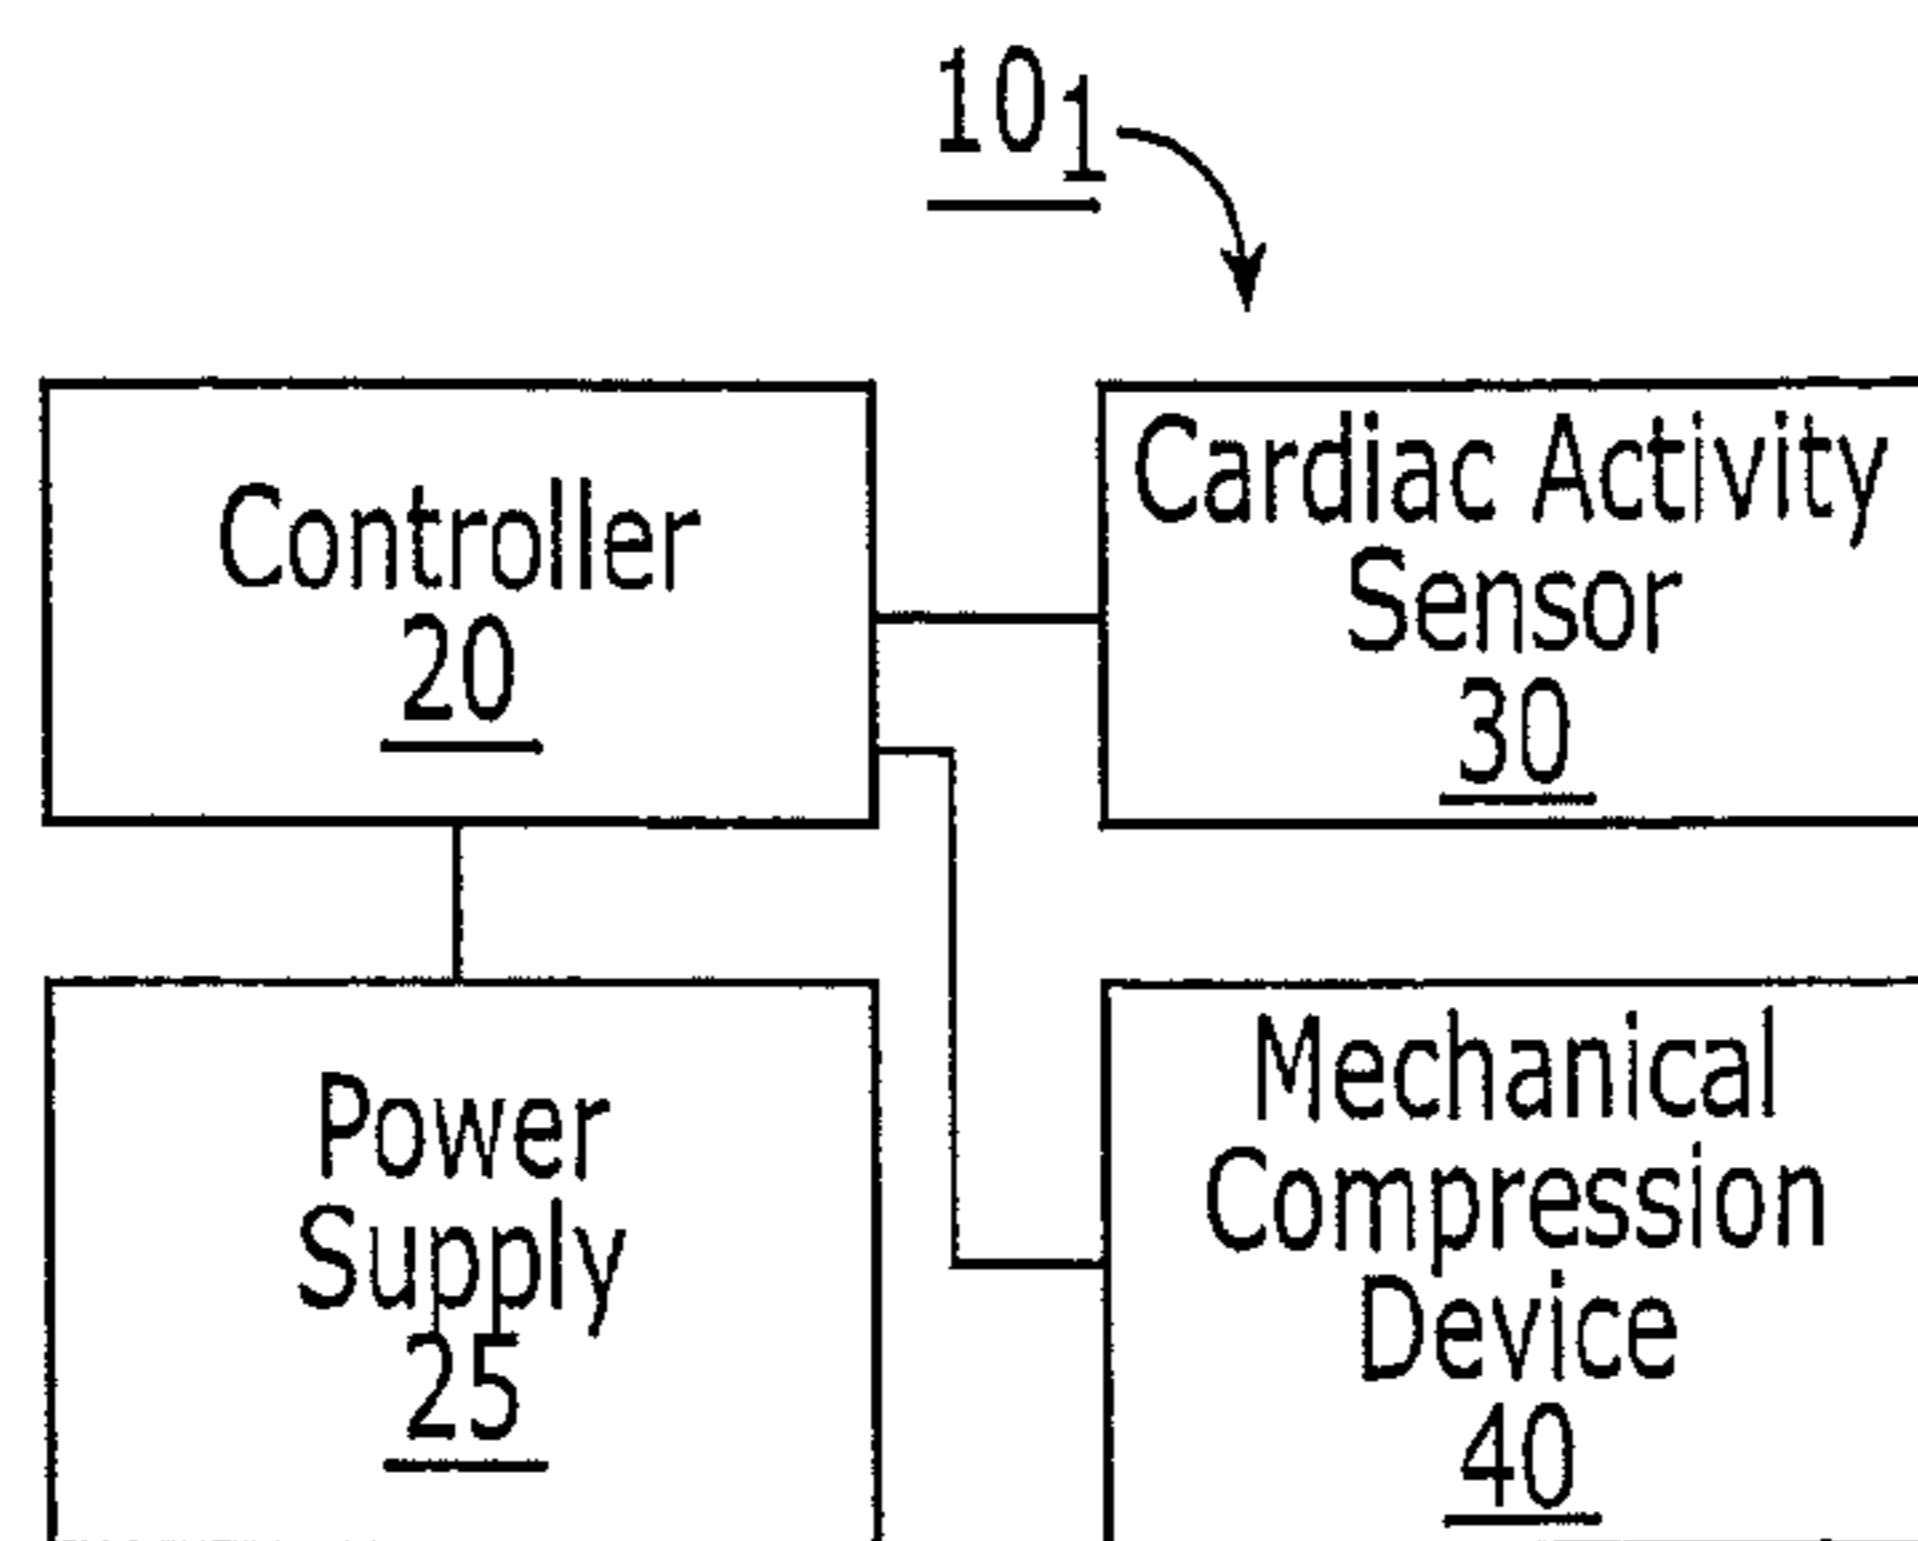 10₁
Controller
20
Cardiac Activity
Sensor
30
Power
Supply
25
Mechanical
Compression
Device
40